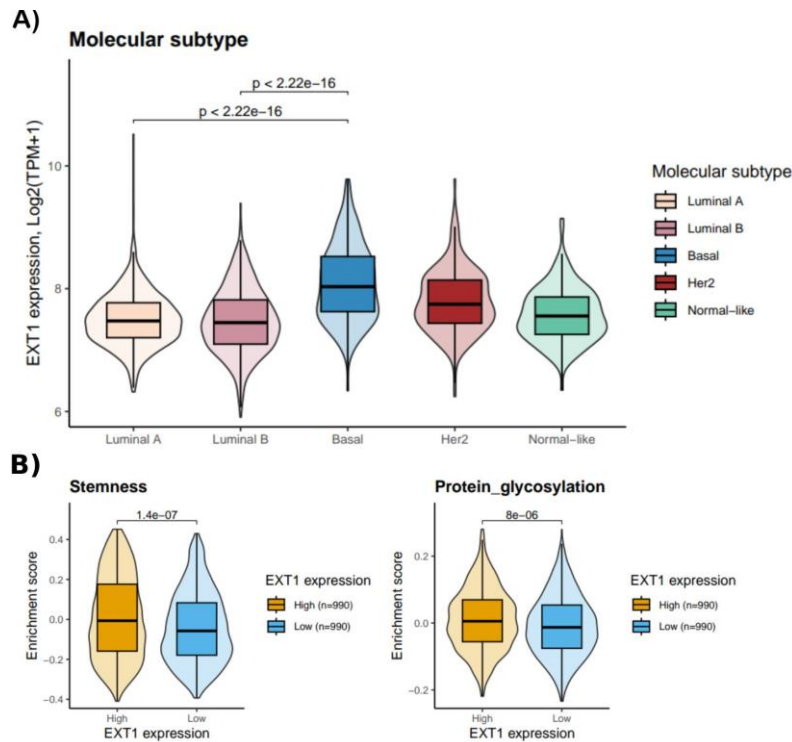 A)
Molecular subtype
p < 2.22e−16
p < 2.22e−16
EXT1 expression, Log2(TPM+1)
10
8
6
Luminal A
Luminal B
Basal
Her2
Normal−like
Molecular subtype
Luminal A
Luminal B
Basal
Her2
Normal−like
B)
Stemness
1.4e−07
Enrichment score
0.4
0.2
0.0
−0.2
−0.4
High
Low
EXT1 expression
EXT1 expression
High (n=990)
Low (n=990)
Protein_glycosylation
8e−06
Enrichment score
0.2
0.0
−0.2
High
Low
EXT1 expression
EXT1 expression
High (n=990)
Low (n=990)